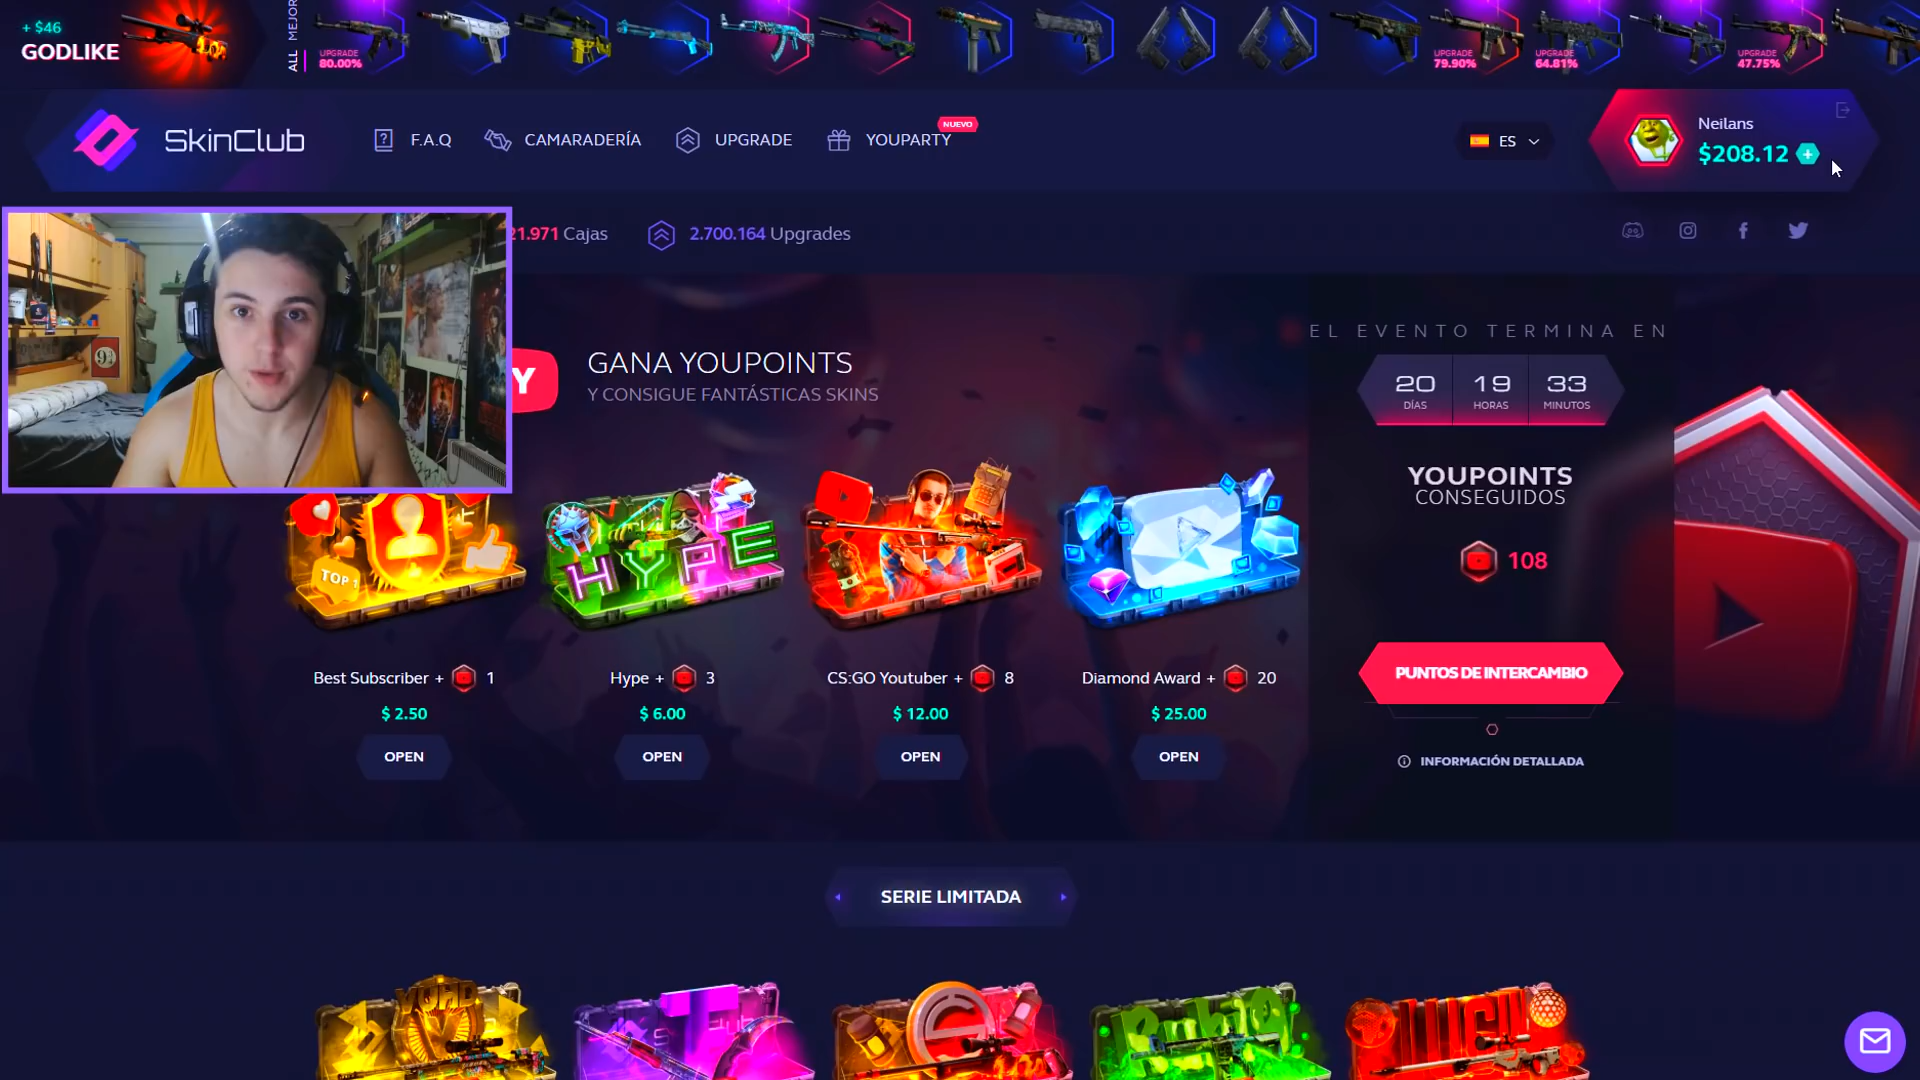 + $46
GODLIKE
ALL
MEJOR
UPGRADE
80.00%
UPGRADE
79.90%
UPGRADE
64.81%
UPGRADE
47.75%
SkinClub
F.A.Q
CAMARADERÍA
UPGRADE
YOUPARTY
NUEVO
ES
Neilans
$208.12
21.971 Cajas
2.700.164 Upgrades
Y
GANA YOUPOINTS
Y CONSIGUE FANTÁSTICAS SKINS
EL EVENTO TERMINA EN
20
DÍAS
19
HORAS
33
MINUTOS
YOUPOINTS
CONSEGUIDOS
108
PUNTOS DE INTERCAMBIO
INFORMACIÓN DETALLADA
TOP 1
HYPE
Best Subscriber + 1
$ 2.50
OPEN
Hype + 3
$ 6.00
OPEN
CS:GO Youtuber + 8
$ 12.00
OPEN
Diamond Award + 20
$ 25.00
OPEN
SERIE LIMITADA